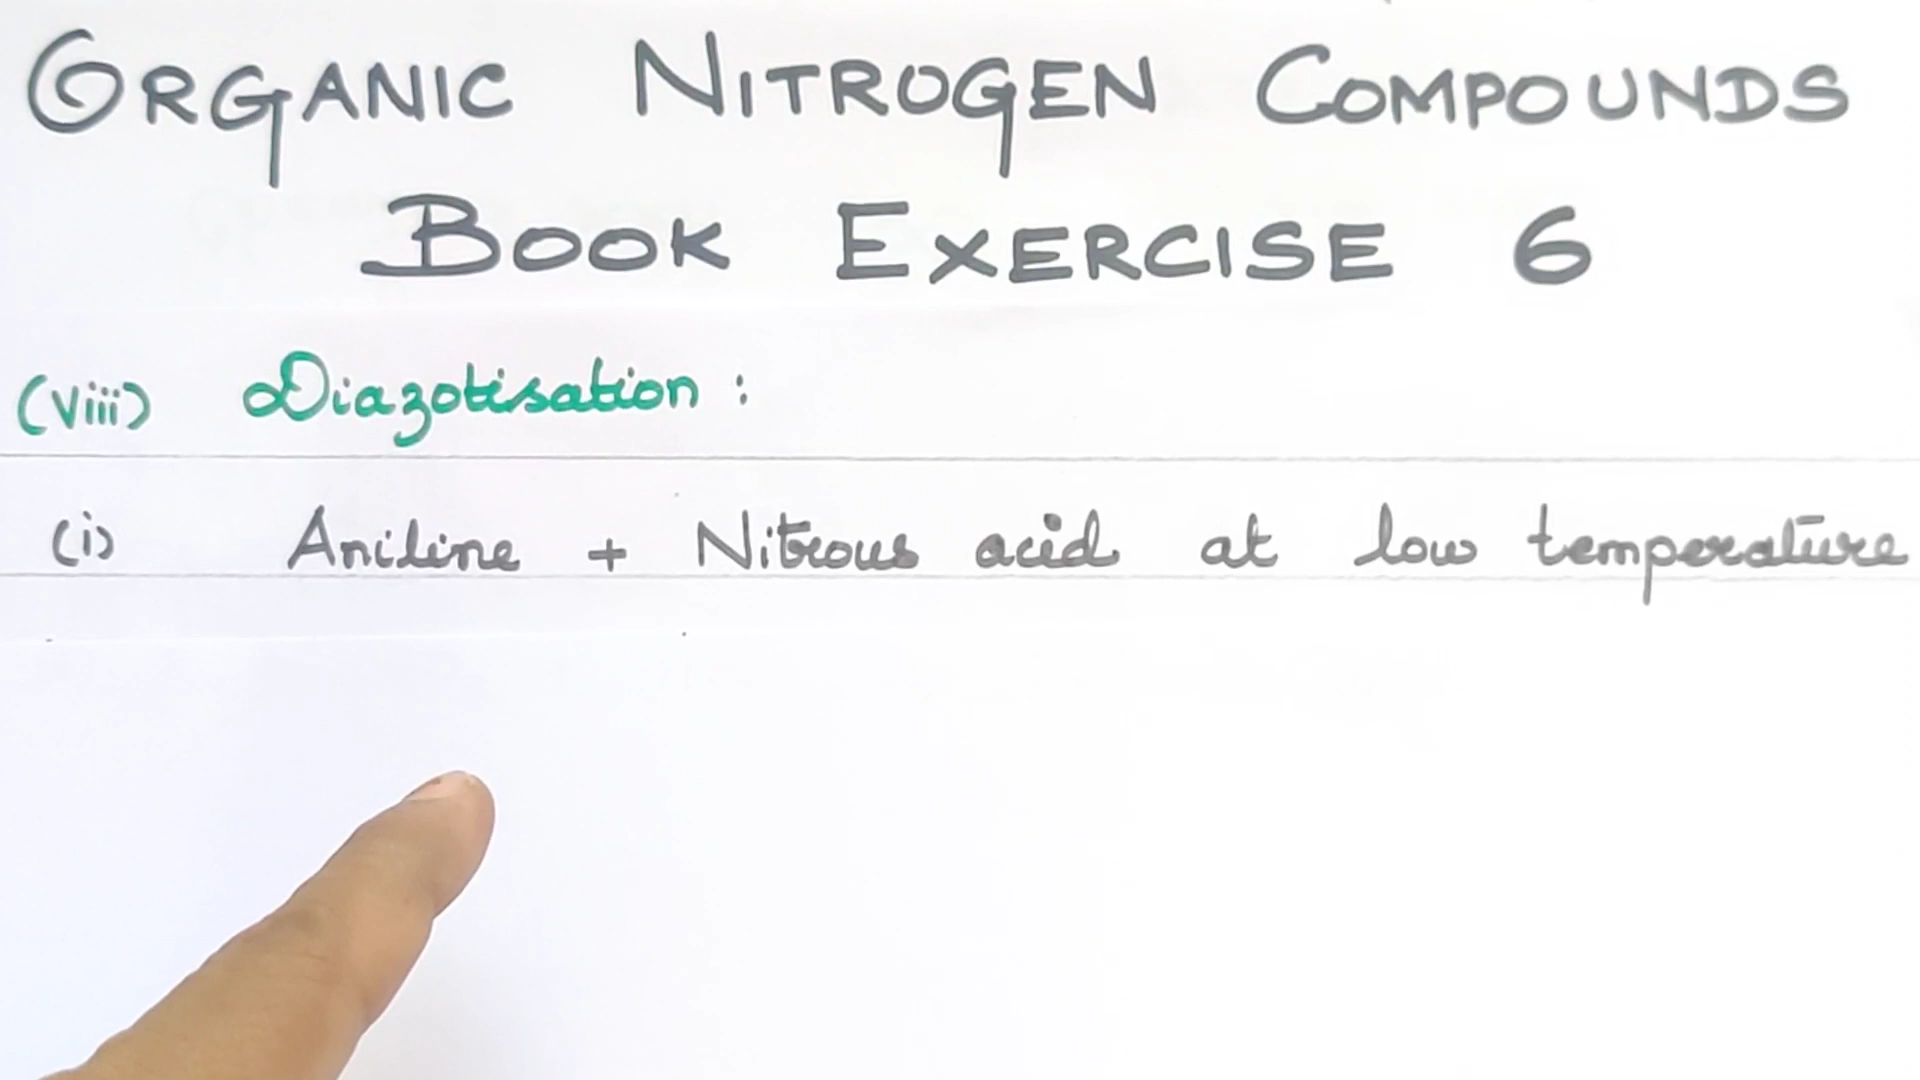 ORGANIC NITROGEN COMPOUNDS
BOOK EXERCISE 6
(viii) Diazotisation :
(i) Aniline + Nitrous acid at low temperature